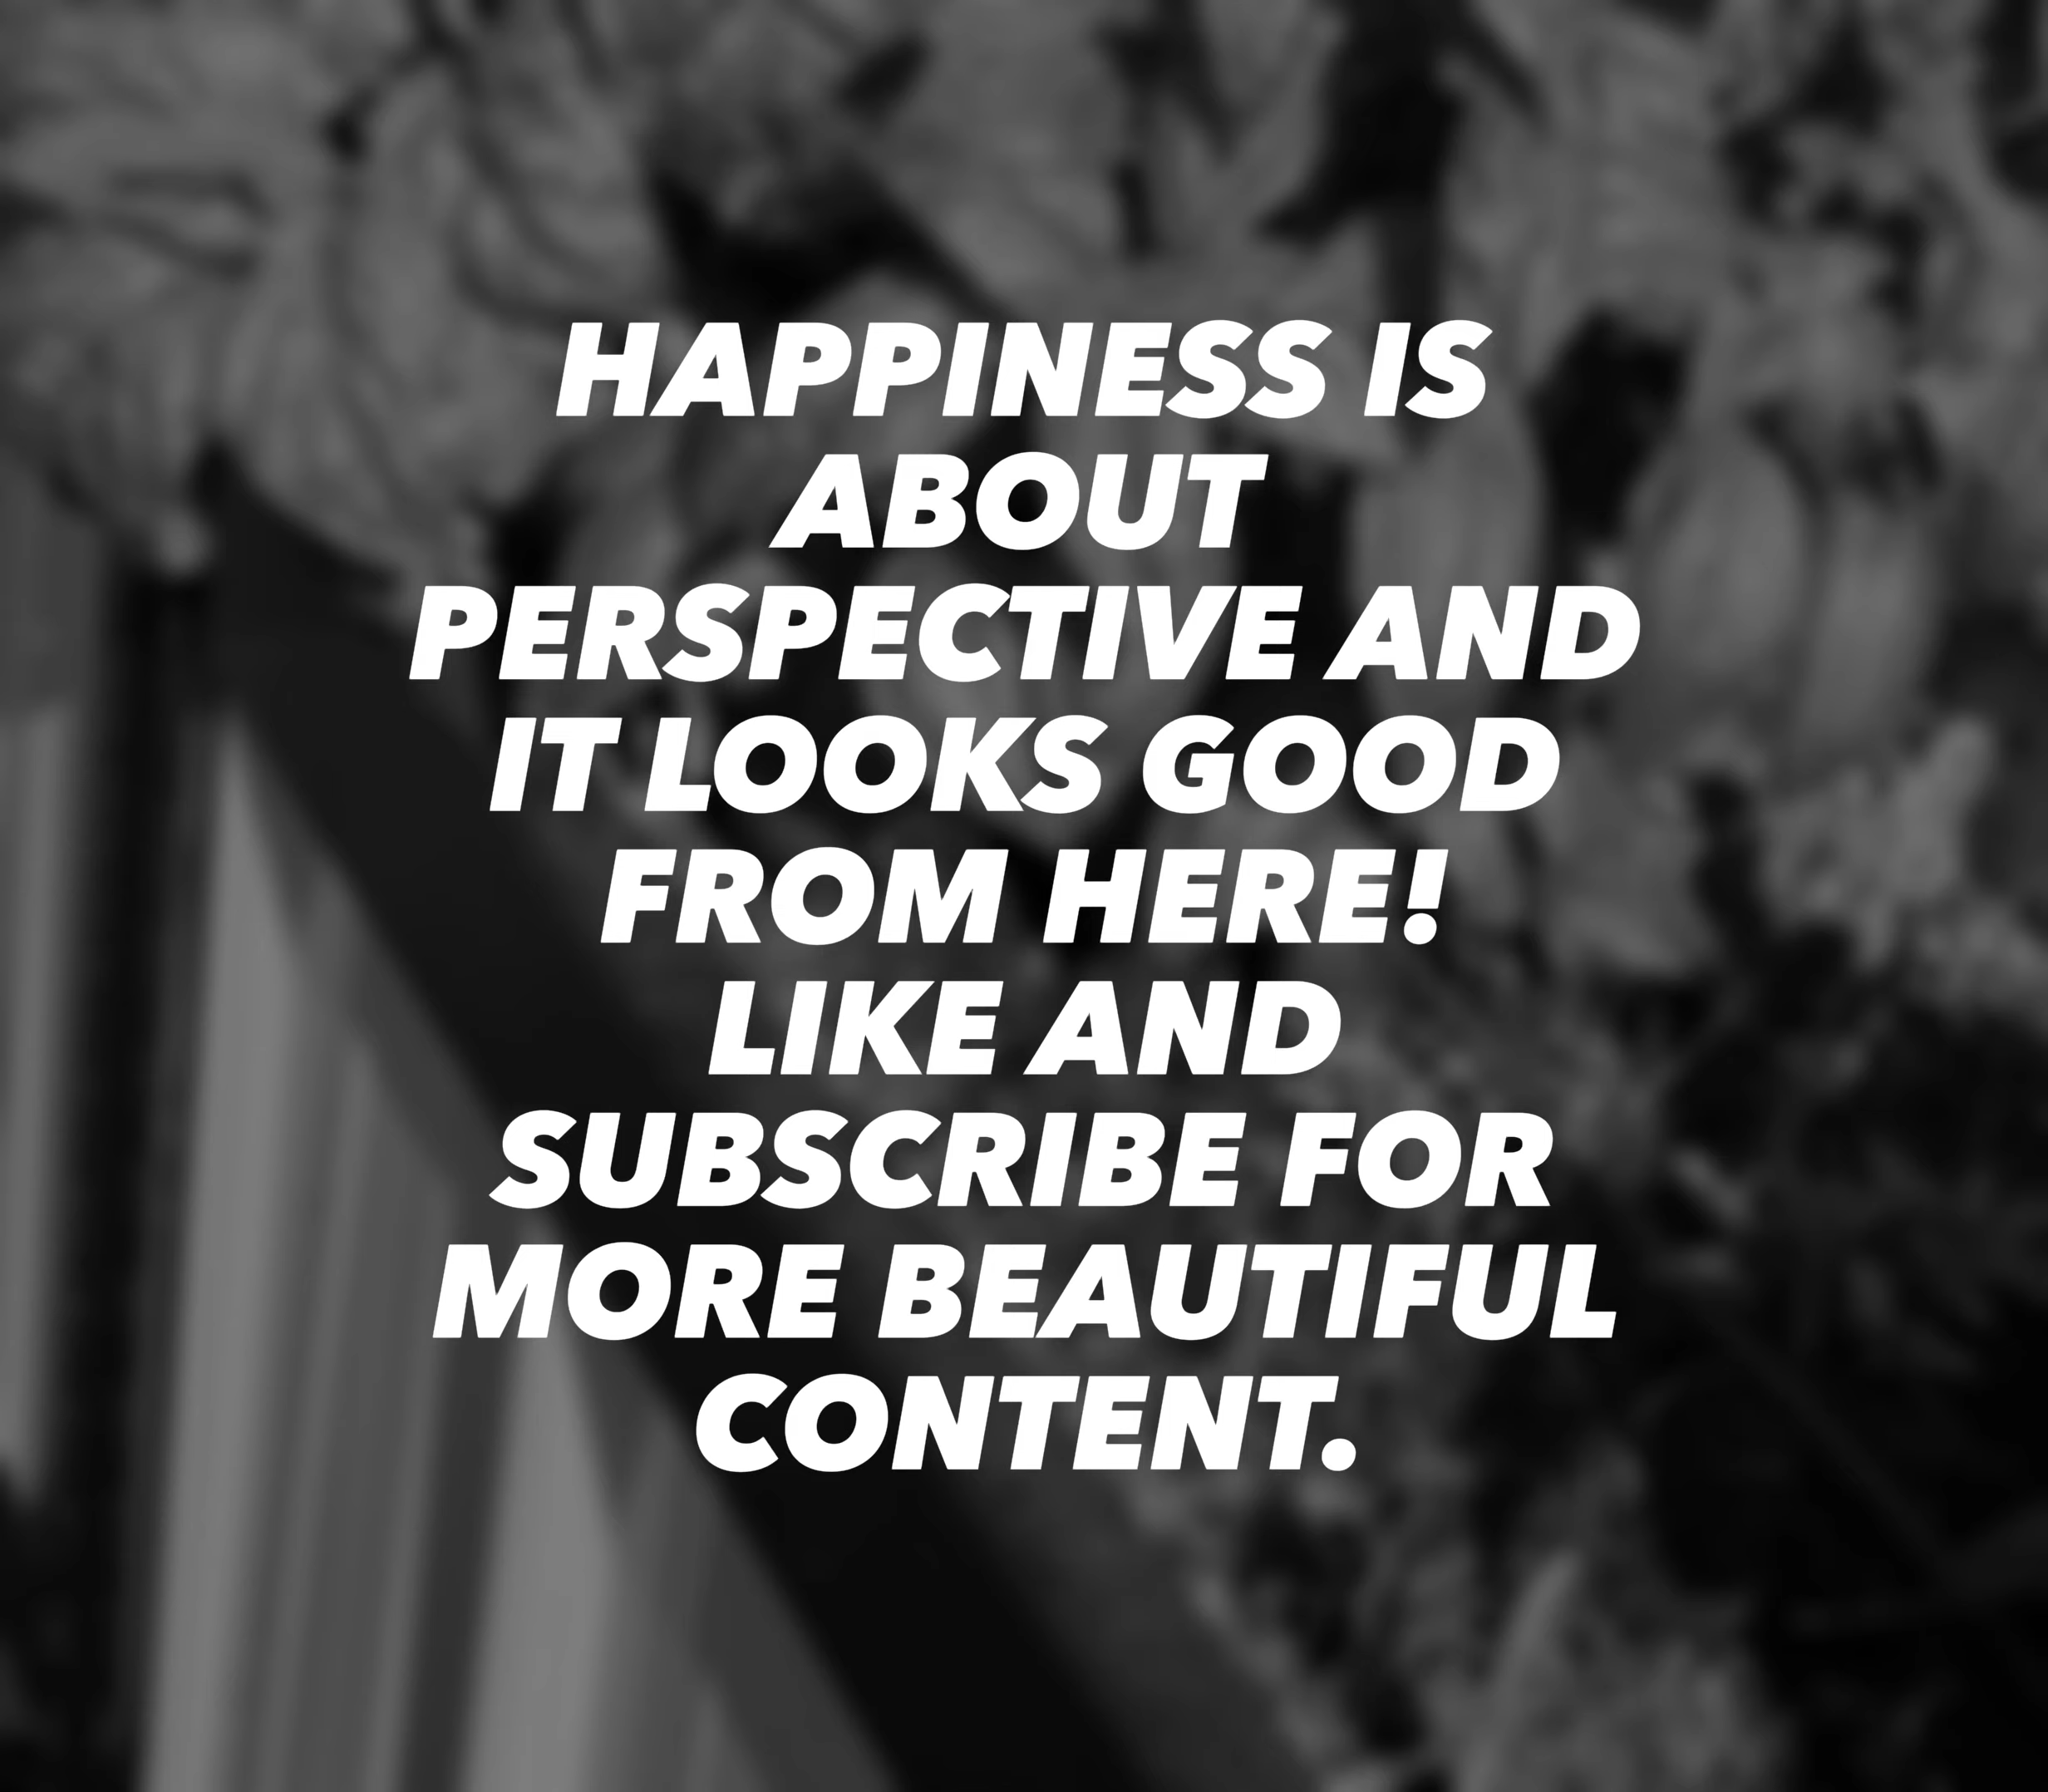 HAPPINESS IS
ABOUT
PERSPECTIVE AND
IT LOOKS GOOD
FROM HERE!
LIKE AND
SUBSCRIBE FOR
MORE BEAUTIFUL
CONTENT.